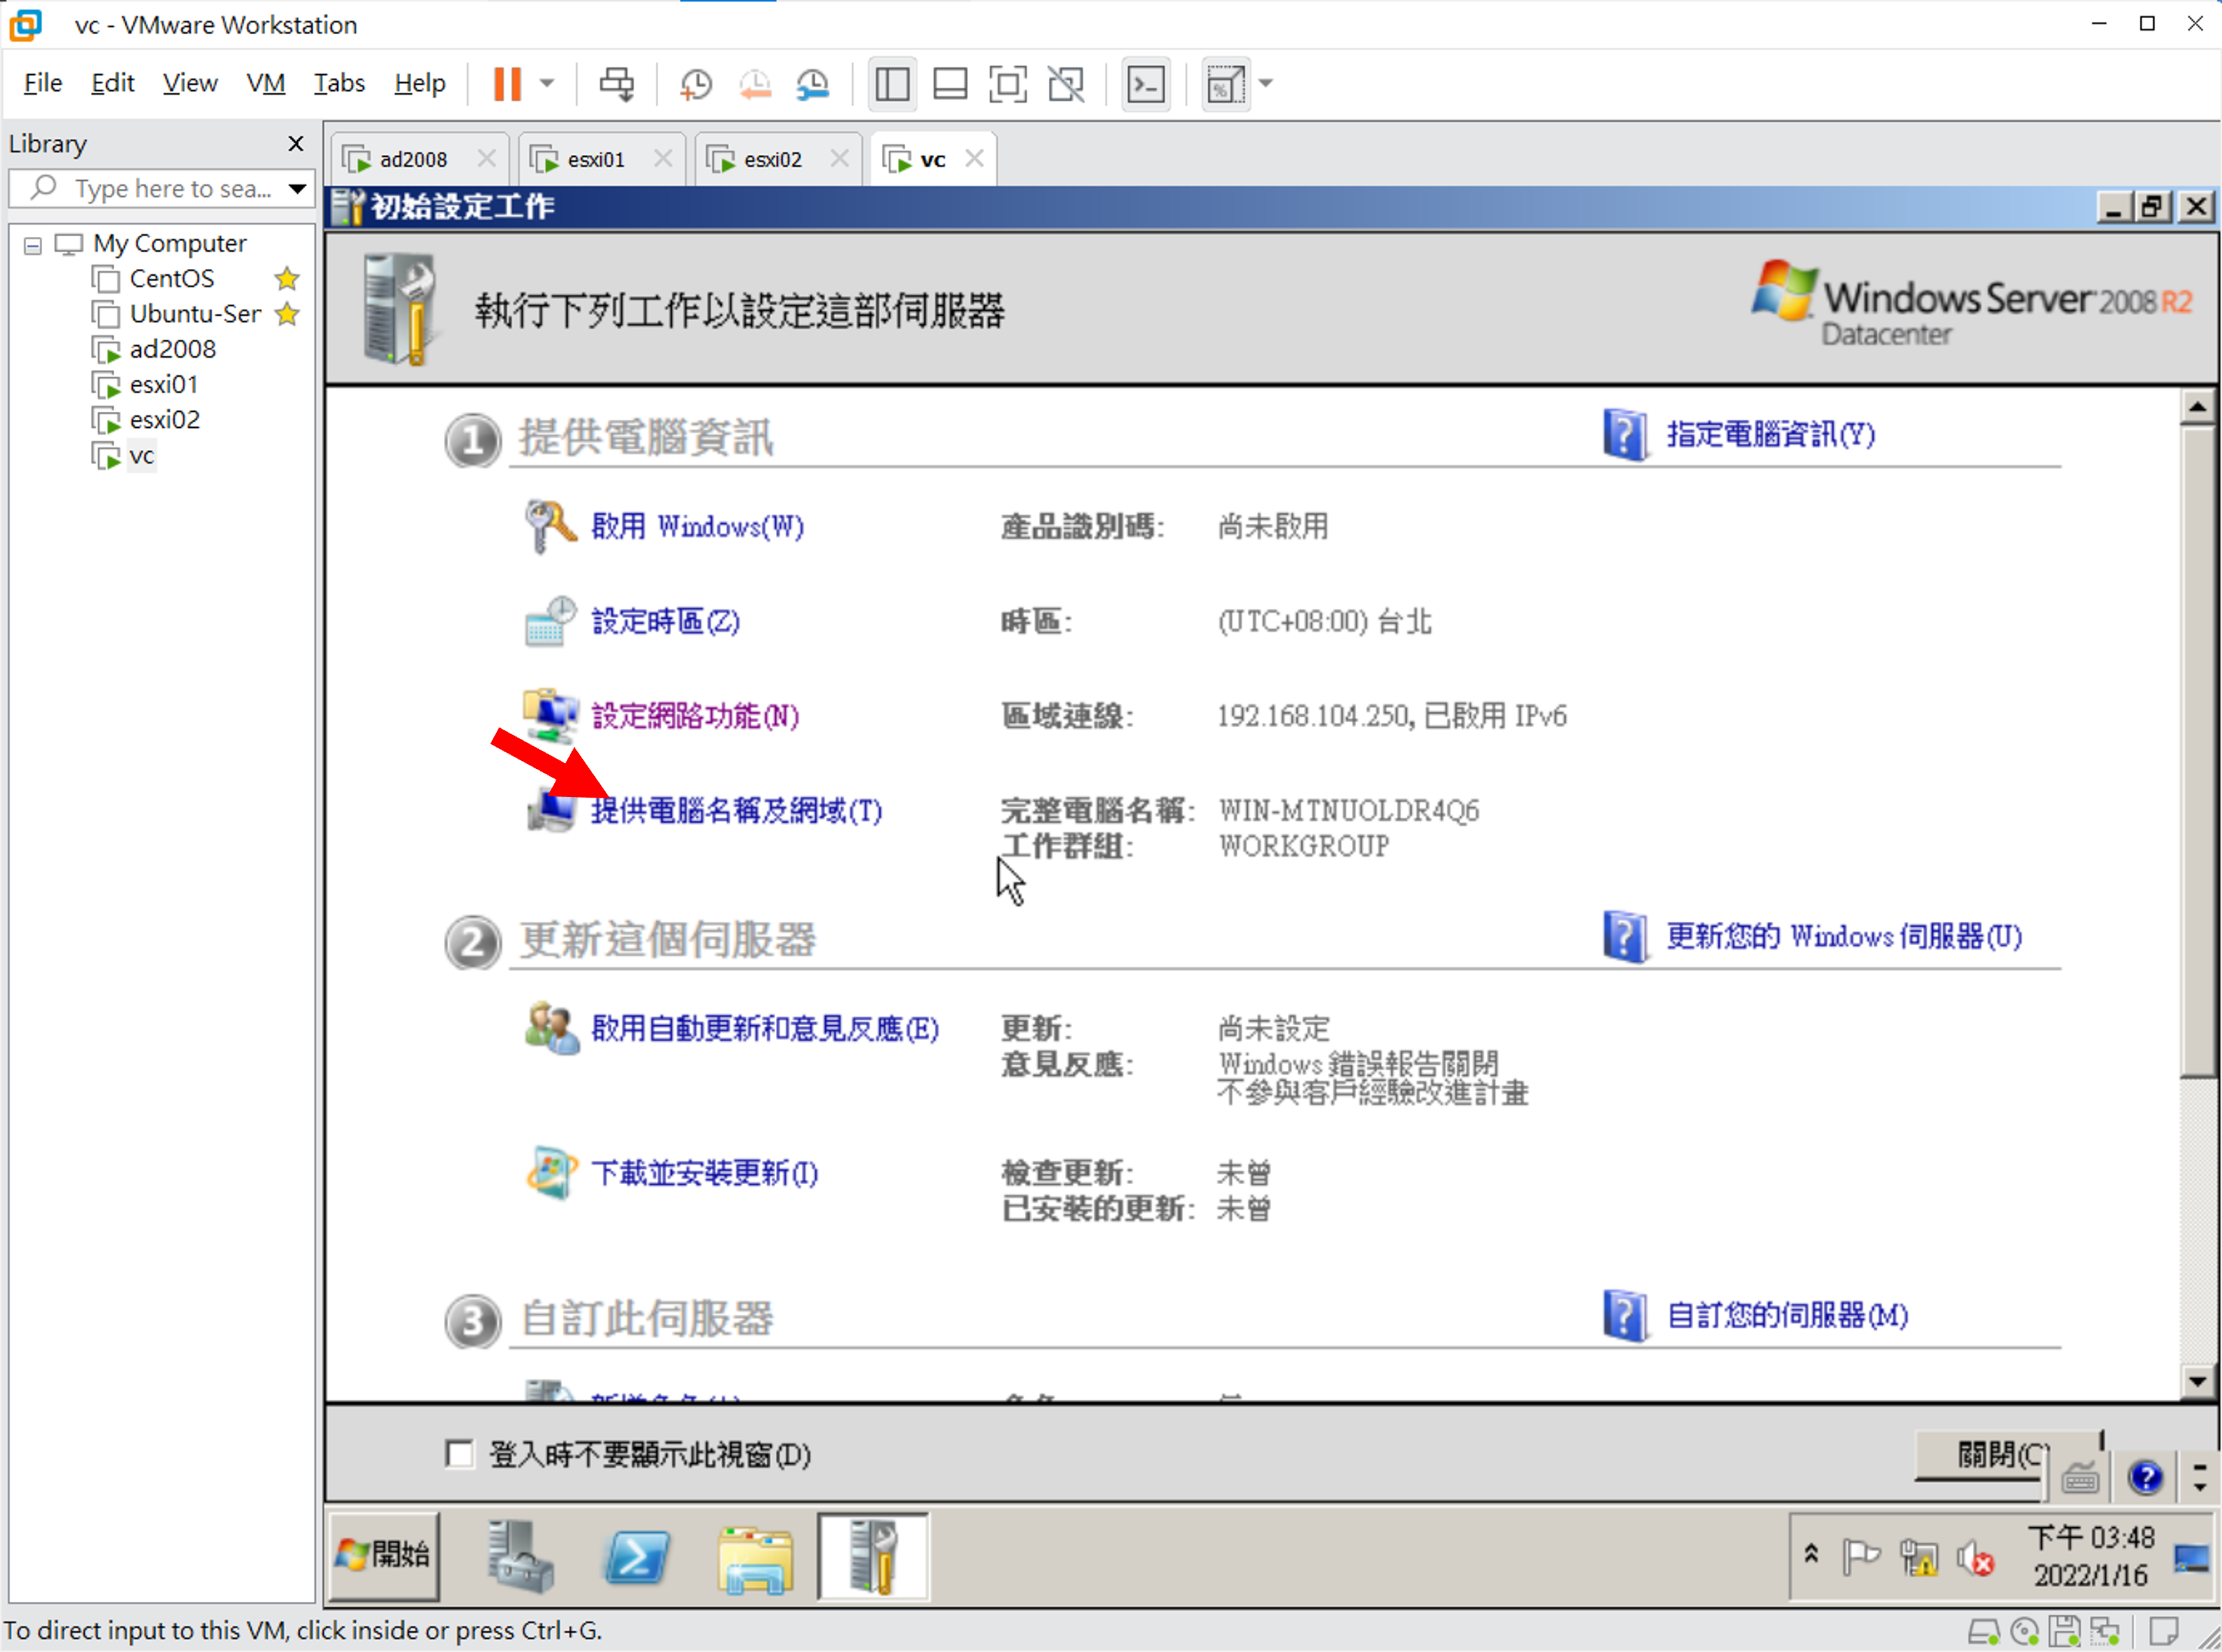 vc - VMware Workstation
File Edit View VM Tabs Help
Library
Type here to sea...
ad2008 esxi01 esxi02 vc
My Computer
CentOS
Ubuntu-Ser
ad2008
esxi01
esxi02
vc
初始設定工作
執行下列工作以設定這部伺服器
Windows Server 2008 R2
Datacenter
1 提供電腦資訊 指定電腦資訊(Y)
啟用 Windows(W) 產品識別碼: 尚未啟用
設定時區(Z) 時區: (UTC+08:00) 台北
設定網路功能(N) 區域連線: 192.168.104.250, 已啟用 IPv6
提供電腦名稱及網域(T) 完整電腦名稱: WIN-MTNUOLDR4Q6
工作群組: WORKGROUP
2 更新這個伺服器 更新您的 Windows 伺服器(U)
啟用自動更新和意見反應(E) 更新: 尚未設定
意見反應: Windows 錯誤報告關閉
不參與客戶經驗改進計畫
下載並安裝更新(I) 檢查更新: 未曾
已安裝的更新: 未曾
3 自訂此伺服器 自訂您的伺服器(M)
登入時不要顯示此視窗(D)
關閉(C)
開始
下午 03:48
2022/1/16
To direct input to this VM, click inside or press Ctrl+G.